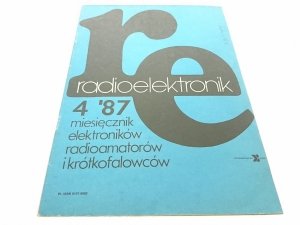 re
radioelektronik
4 '87
miesięcznik
elektroników
radioamatorów
i krótkofalowców